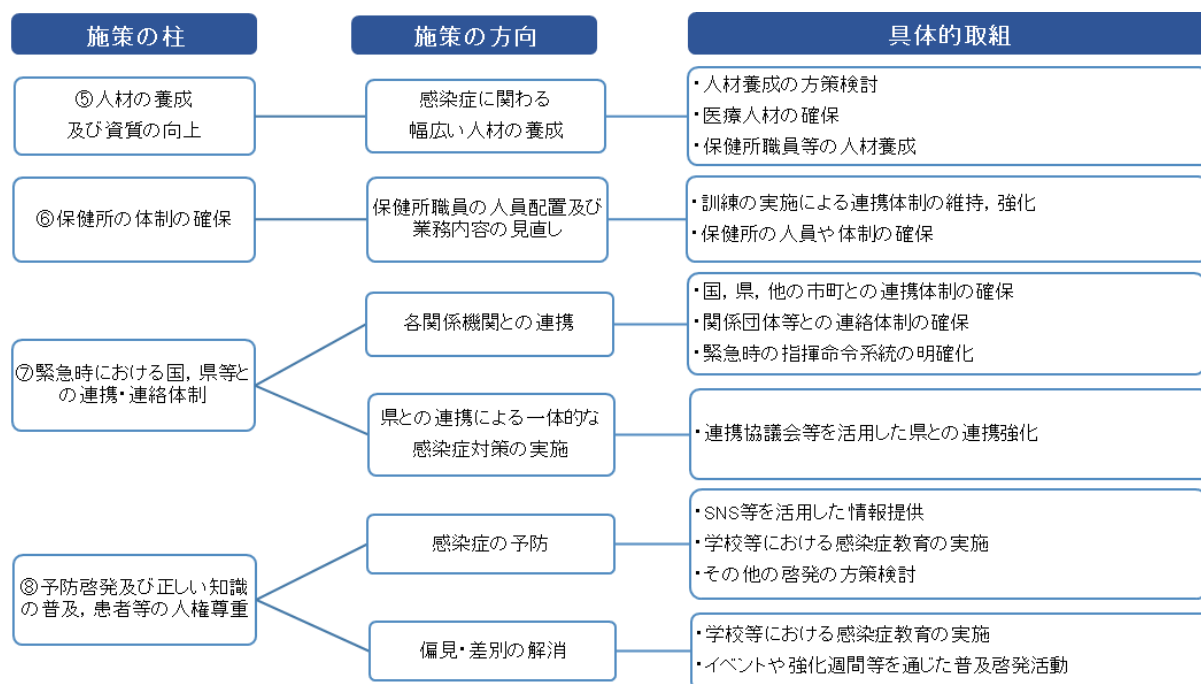 施策の柱
施策の方向
具体的取組
⑤人材の養成
及び資質の向上
感染症に関わる
幅広い人材の養成
・人材養成の方策検討
・医療人材の確保
・保健所職員等の人材養成
⑥保健所の体制の確保
保健所職員の人員配置及び
業務内容の見直し
・訓練の実施による連携体制の維持，強化
・保健所の人員や体制の確保
⑦緊急時における国，県等と
の連携・連絡体制
各関係機関との連携
・国，県，他の市町との連携体制の確保
・関係団体等との連絡体制の確保
・緊急時の指揮命令系統の明確化
県との連携による一体的な
感染症対策の実施
・連携協議会等を活用した県との連携強化
⑧予防啓発及び正しい知識
の普及，患者等の人権尊重
感染症の予防
・SNS等を活用した情報提供
・学校等における感染症教育の実施
・その他の啓発の方策検討
偏見・差別の解消
・学校等における感染症教育の実施
・イベントや強化週間等を通じた普及啓発活動